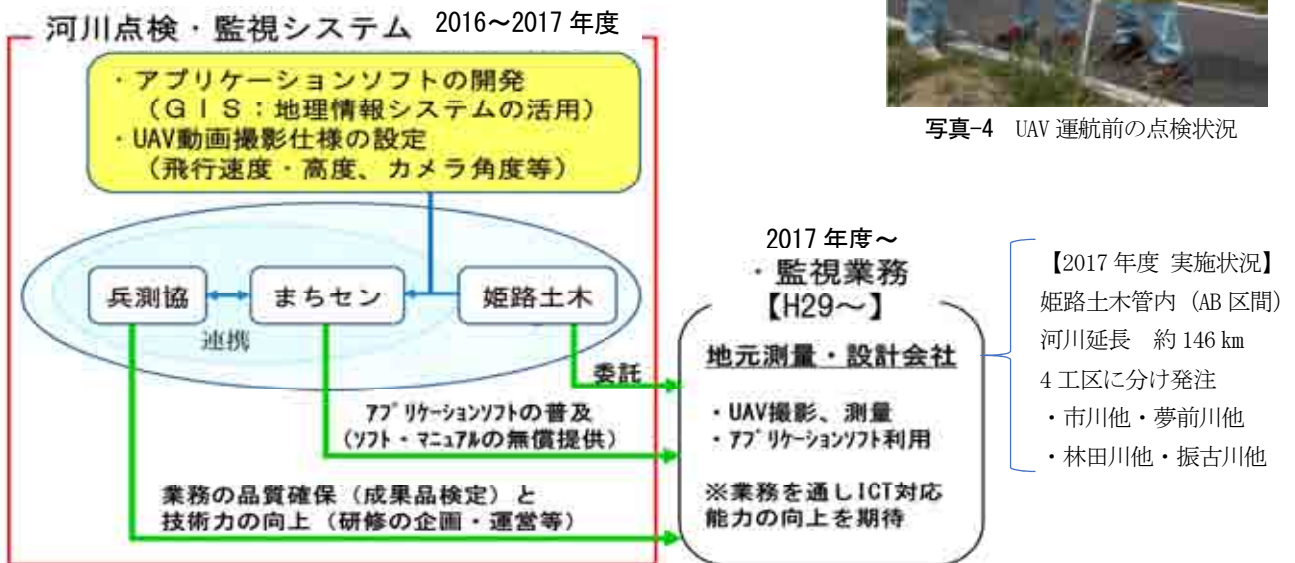 河川点検・監視システム 2016～2017 年度
・アプリケーションソフトの開発
（ＧＩＳ：地理情報システムの活用）
・UAV動画撮影仕様の設定
（飛行速度・高度、カメラ角度等）
写真-4 UAV 運航前の点検状況
兵測協
まちセン
姫路土木
連携
委託
ｱﾌﾟﾘｹｰｼｮﾝｿﾌﾄの普及
（ｿﾌﾄ・ﾏﾆｭｱﾙの無償提供）
業務の品質確保（成果品検定）と
技術力の向上（研修の企画・運営等）
2017 年度～
・監視業務
【H29～】
地元測量・設計会社
・UAV撮影、測量
・ｱﾌﾟﾘｹｰｼｮﾝｿﾌﾄ利用
※業務を通しICT対応
能力の向上を期待
【2017 年度 実施状況】
姫路土木管内（AB 区間）
河川延長 約 146 km
4 工区に分け発注
・市川他・夢前川他
・林田川他・振古川他